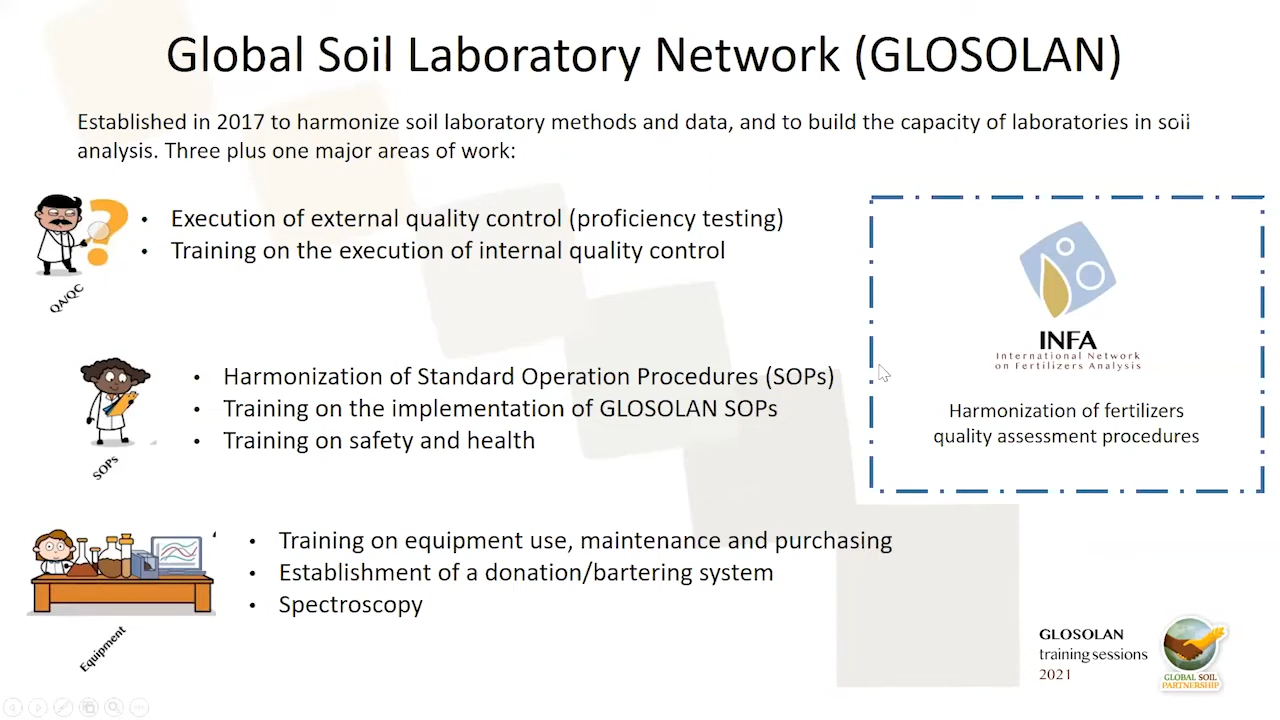 Global Soil Laboratory Network (GLOSOLAN)
Established in 2017 to harmonize soil laboratory methods and data, and to build the capacity of laboratories in soil
analysis. Three plus one major areas of work:
• Execution of external quality control (proficiency testing)
• Training on the execution of internal quality control
QA/QC
• Harmonization of Standard Operation Procedures (SOPs)
• Training on the implementation of GLOSOLAN SOPs
• Training on safety and health
SOPs
• Training on equipment use, maintenance and purchasing
• Establishment of a donation/bartering system
• Spectroscopy
Equipment
INFA
International Network
on Fertilizers Analysis
Harmonization of fertilizers
quality assessment procedures
GLOSOLAN
training sessions
2021
GLOBAL SOIL
PARTNERSHIP